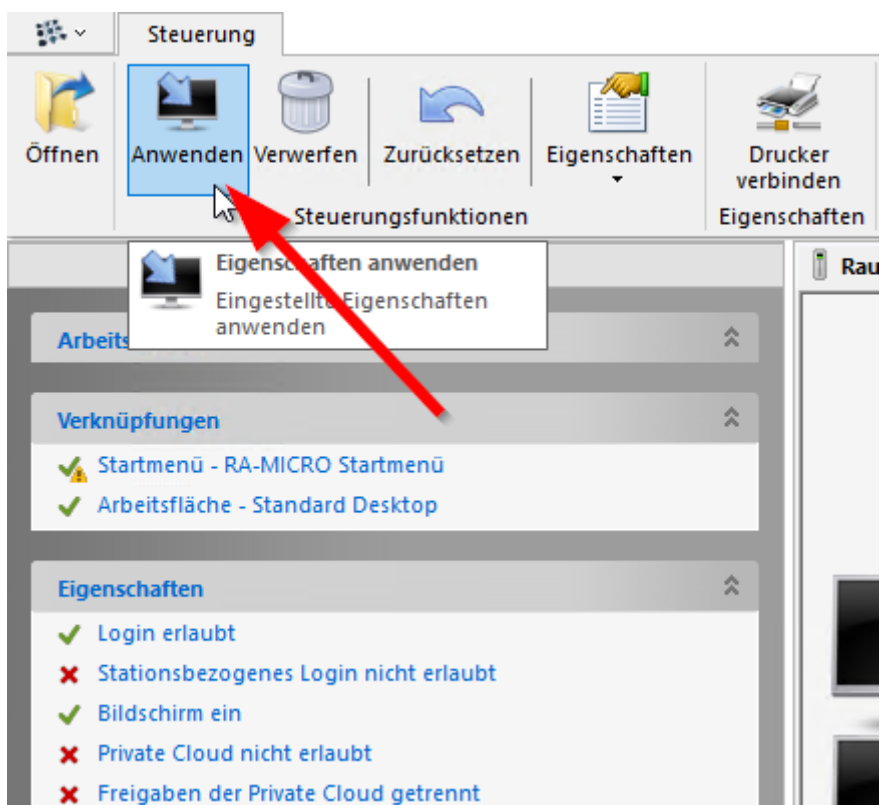 Steuerung
Öffnen
Anwenden
Verwerfen
Zurücksetzen
Eigenschaften
Drucker
verbinden
Steuerungsfunktionen
Eigenschaften
Eigenschaften anwenden
Eingestellte Eigenschaften
anwenden
Rau
Arbeits
Verknüpfungen
Startmenü - RA-MICRO Startmenü
Arbeitsfläche - Standard Desktop
Eigenschaften
Login erlaubt
Stationsbezogenes Login nicht erlaubt
Bildschirm ein
Private Cloud nicht erlaubt
Freigaben der Private Cloud getrennt